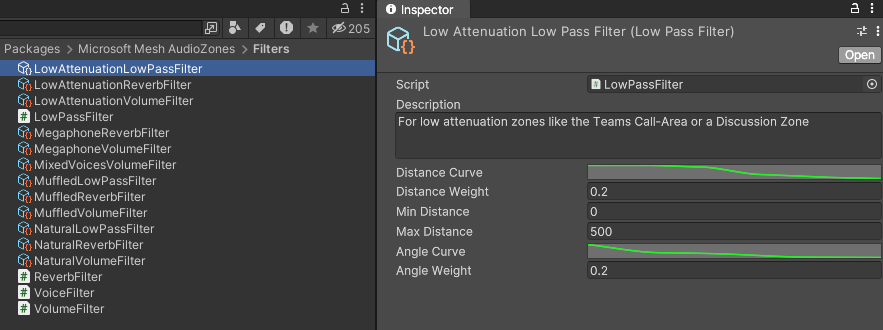 205
Packages > Microsoft Mesh AudioZones > Filters
LowAttenuationLowPassFilter
LowAttenuationReverbFilter
LowAttenuationVolumeFilter
LowPassFilter
MegaphoneReverbFilter
MegaphoneVolumeFilter
MixedVoicesVolumeFilter
MuffledLowPassFilter
MuffledReverbFilter
MuffledVolumeFilter
NaturalLowPassFilter
NaturalReverbFilter
NaturalVolumeFilter
ReverbFilter
VoiceFilter
VolumeFilter
Inspector
Low Attenuation Low Pass Filter (Low Pass Filter)
Open
Script LowPassFilter
Description
For low attenuation zones like the Teams Call-Area or a Discussion Zone
Distance Curve
Distance Weight 0.2
Min Distance 0
Max Distance 500
Angle Curve
Angle Weight 0.2